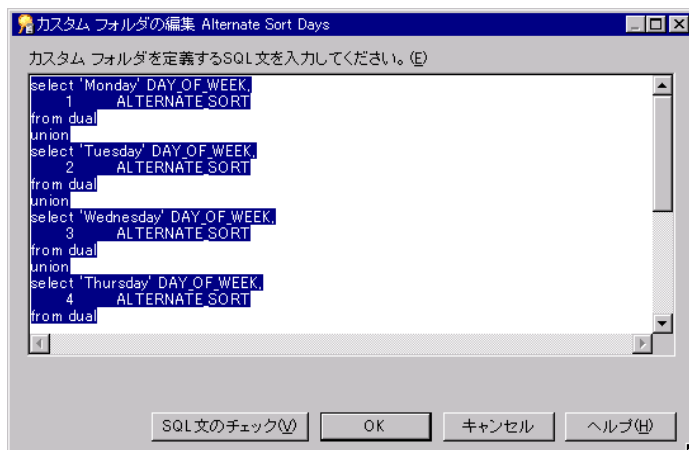 カスタム フォルダの編集 Alternate Sort Days
カスタム フォルダを定義するSQL文を入力してください。(E)
select 'Monday' DAY_OF_WEEK,
1 ALTERNATE_SORT
from dual
union
select 'Tuesday' DAY_OF_WEEK,
2 ALTERNATE_SORT
from dual
union
select 'Wednesday' DAY_OF_WEEK,
3 ALTERNATE_SORT
from dual
union
select 'Thursday' DAY_OF_WEEK,
4 ALTERNATE_SORT
from dual
SQL文のチェック(V) OK キャンセル ヘルプ(H)